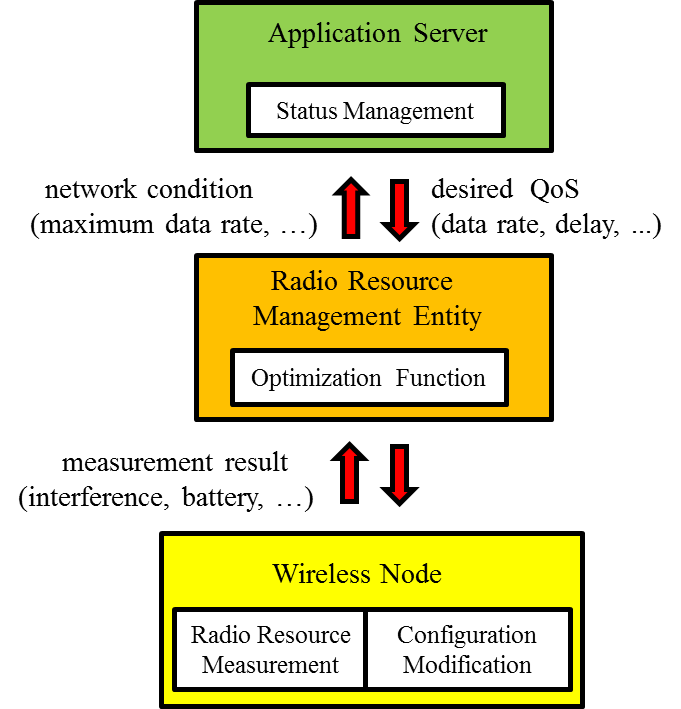 Application Server
Status Management
network condition
(maximum data rate, …)
desired QoS
(data rate, delay, ...)
Radio Resource
Management Entity
Optimization Function
measurement result
(interference, battery, …)
Wireless Node
Radio Resource
Measurement
Configuration
Modification